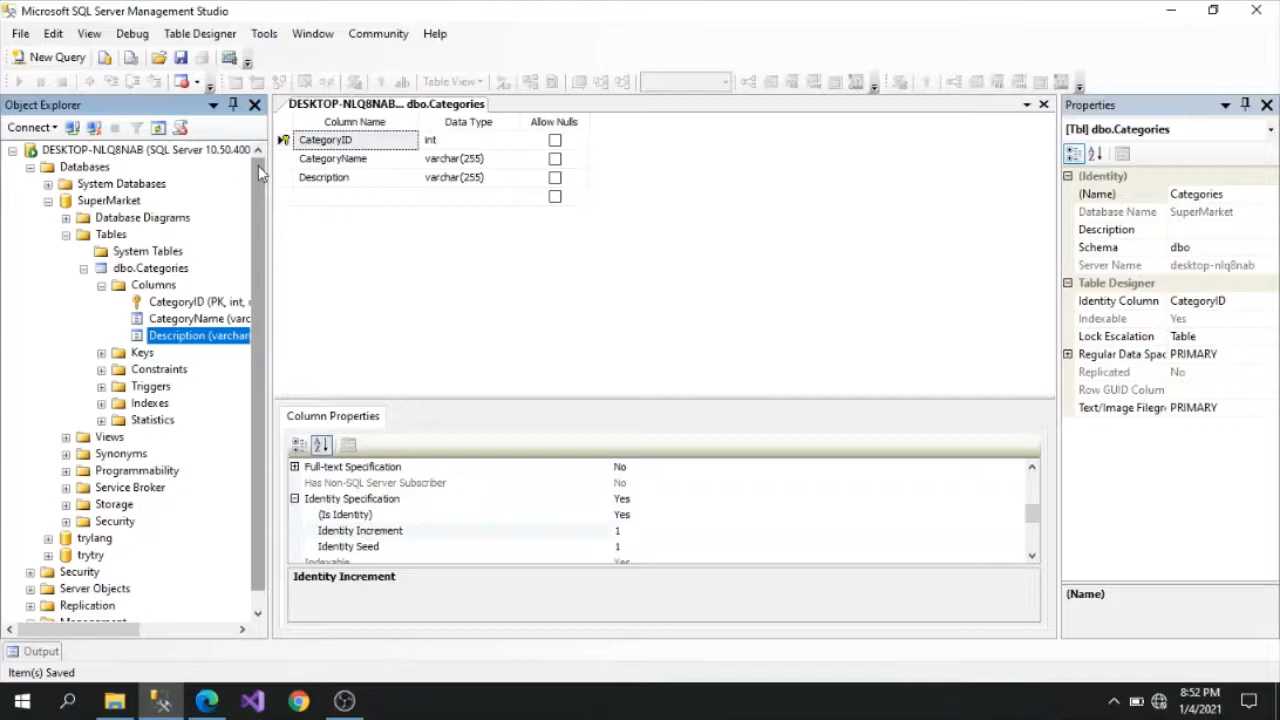 Microsoft SQL Server Management Studio
File Edit View Debug Table Designer Tools Window Community Help
New Query
Table View
Object Explorer
Connect
DESKTOP-NLQ8NAB (SQL Server 10.50.400
Databases
System Databases
SuperMarket
Database Diagrams
Tables
System Tables
dbo.Categories
Columns
CategoryID (PK, int,
CategoryName (varc
Description (varchar
Keys
Constraints
Triggers
Indexes
Statistics
Views
Synonyms
Programmability
Service Broker
Storage
Security
trylang
trytry
Security
Server Objects
Replication
DESKTOP-NLQ8NAB... dbo.Categories
Column Name Data Type Allow Nulls
CategoryID int
CategoryName varchar(255)
Description varchar(255)
Column Properties
Full-text Specification No
Has Non-SQL Server Subscriber No
Identity Specification Yes
(Is Identity) Yes
Identity Increment 1
Identity Seed 1
Indexable Yes
Identity Increment
Properties
[Tbl] dbo.Categories
(Identity)
(Name) Categories
Database Name SuperMarket
Description
Schema dbo
Server Name desktop-nlq8nab
Table Designer
Identity Column CategoryID
Indexable Yes
Lock Escalation Table
Regular Data Spac PRIMARY
Replicated No
Row GUID Colum
Text/Image Filegr PRIMARY
(Name)
Output
Item(s) Saved
8:52 PM
1/4/2021